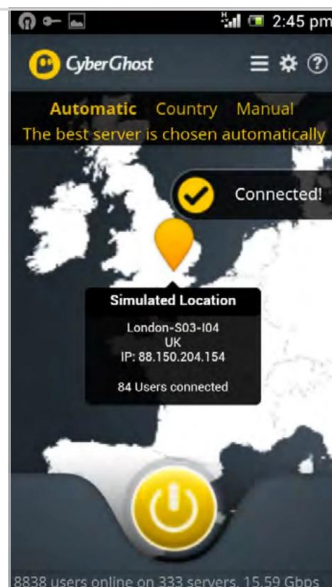 2:45 pm
CyberGhost
Automatic Country Manual
The best server is chosen automatically
Connected!
Simulated Location
London-S03-I04
UK
IP: 88.150.204.154
84 Users connected
8838 users online on 333 servers, 15.59 Gbps